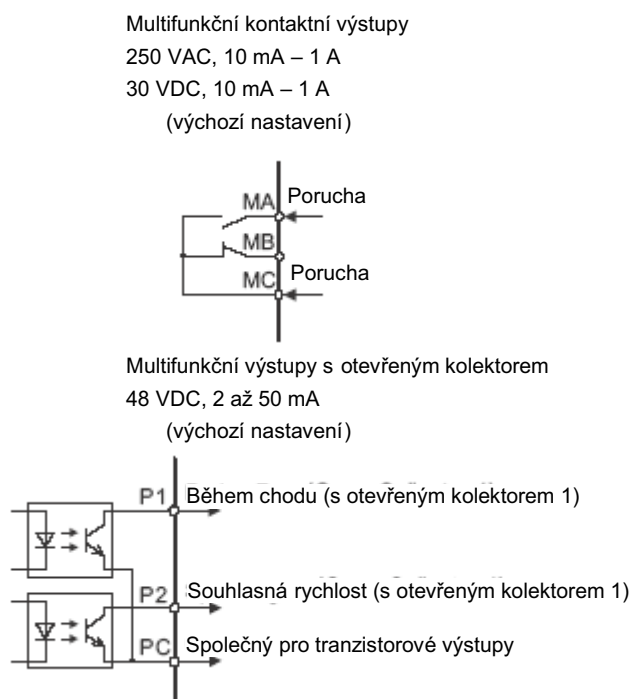 Multifunkční kontaktní výstupy
250 VAC, 10 mA – 1 A
30 VDC, 10 mA – 1 A
(výchozí nastavení)
MA Porucha
MB
MC Porucha
Multifunkční výstupy s otevřeným kolektorem
48 VDC, 2 až 50 mA
(výchozí nastavení)
P1 Během chodu (s otevřeným kolektorem 1)
P2 Souhlasná rychlost (s otevřeným kolektorem 1)
PC Společný pro tranzistorové výstupy